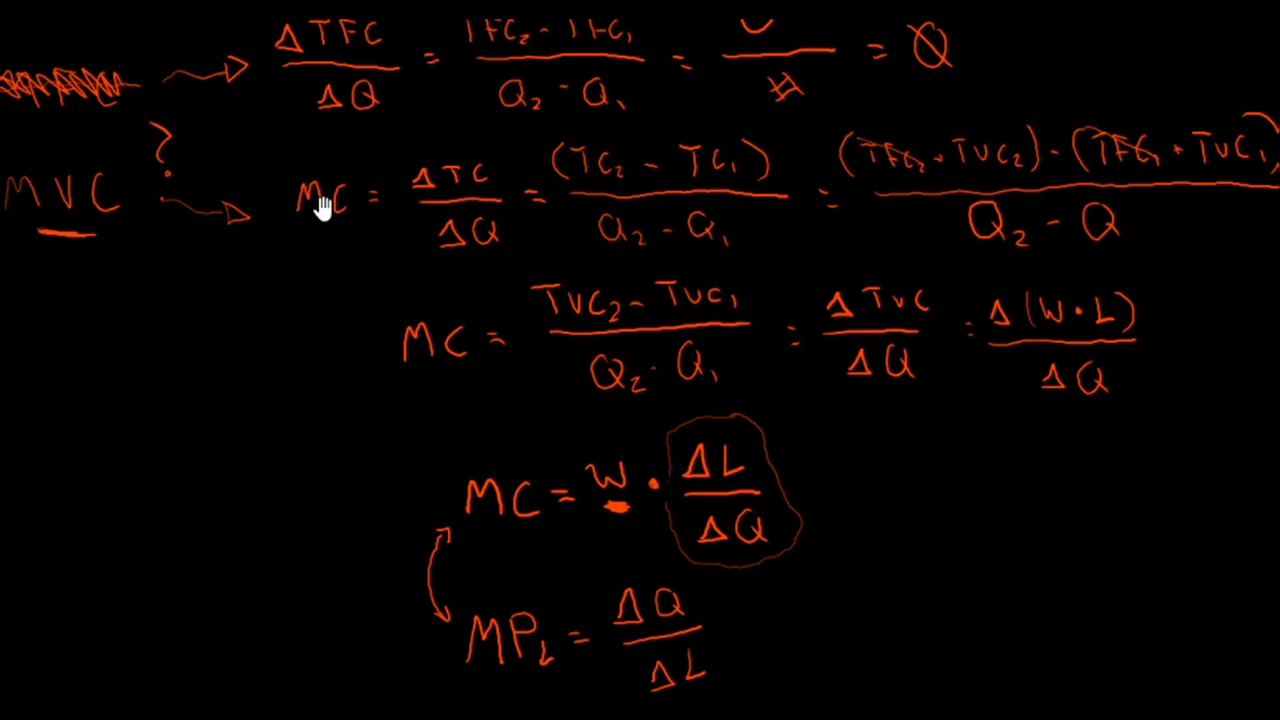 ΔTFC/ΔQ = (TFC₂ - TFC₁)/(Q₂ - Q₁) = 0/# = 0
?
MVC → MC = ΔTC/ΔQ = (TC₂ - TC₁)/(Q₂ - Q₁) = (TFC₂ + TVC₂) - (TFC₁ + TVC₁)/(Q₂ - Q)
MC = (TVC₂ - TVC₁)/(Q₂ - Q₁) = ΔTVC/ΔQ = Δ(W · L)/ΔQ
MC = W · ΔL/ΔQ
MP_L = ΔQ/ΔL